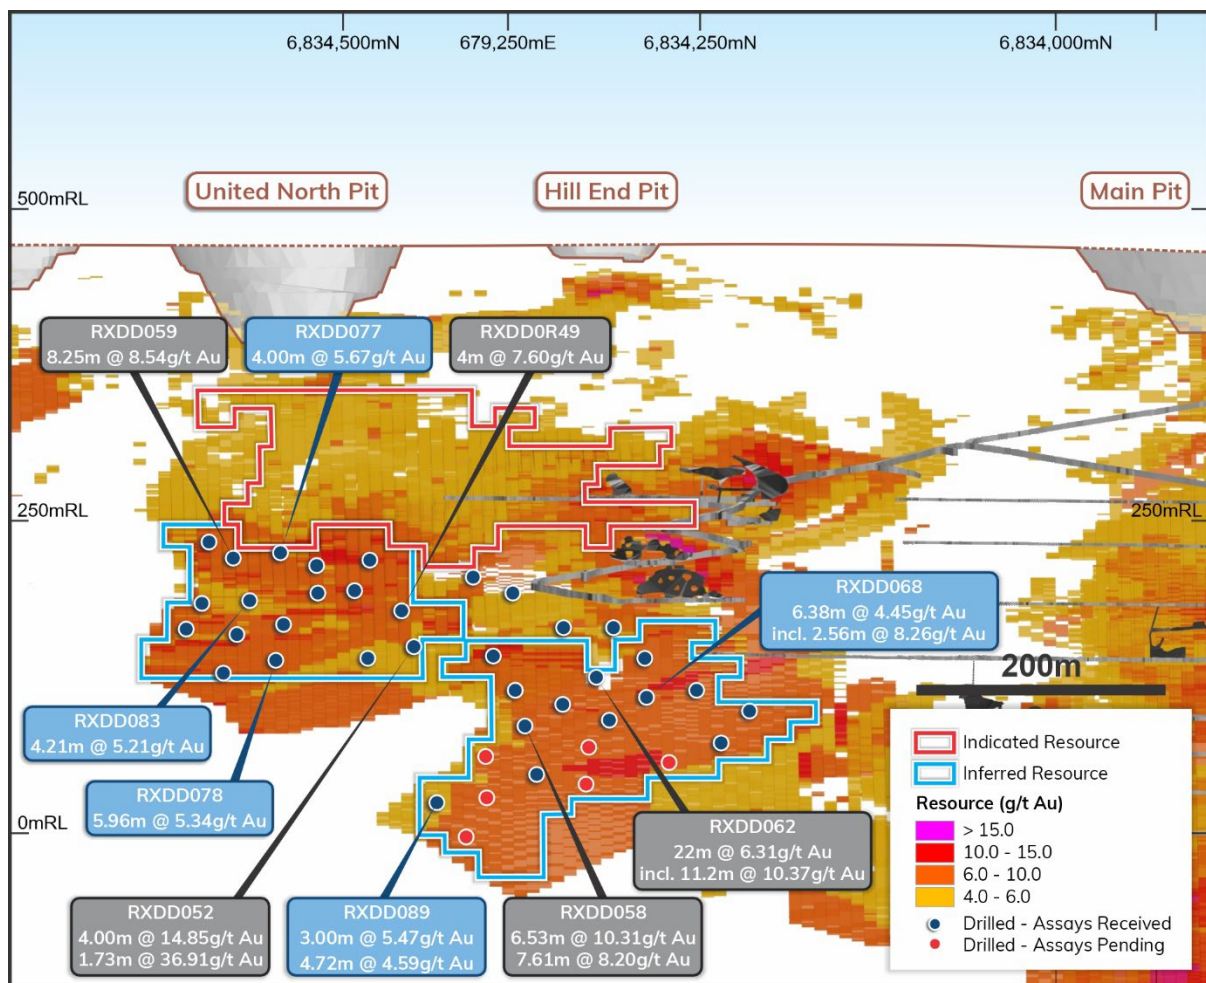 6,834,500mN
679,250mE
6,834,250mN
6,834,000mN
500mRL
United North Pit
Hill End Pit
Main Pit
RXDD059
8.25m @ 8.54g/t Au
RXDD077
4.00m @ 5.67g/t Au
RXDD0R49
4m @ 7.60g/t Au
250mRL
250mRL
RXDD068
6.38m @ 4.45g/t Au
incl. 2.56m @ 8.26g/t Au
200m
RXDD083
4.21m @ 5.21g/t Au
RXDD078
5.96m @ 5.34g/t Au
0mRL
RXDD062
22m @ 6.31g/t Au
incl. 11.2m @ 10.37g/t Au
RXDD052
4.00m @ 14.85g/t Au
1.73m @ 36.91g/t Au
RXDD089
3.00m @ 5.47g/t Au
4.72m @ 4.59g/t Au
RXDD058
6.53m @ 10.31g/t Au
7.61m @ 8.20g/t Au
Indicated Resource
Inferred Resource
Resource (g/t Au)
> 15.0
10.0 - 15.0
6.0 - 10.0
4.0 - 6.0
Drilled - Assays Received
Drilled - Assays Pending